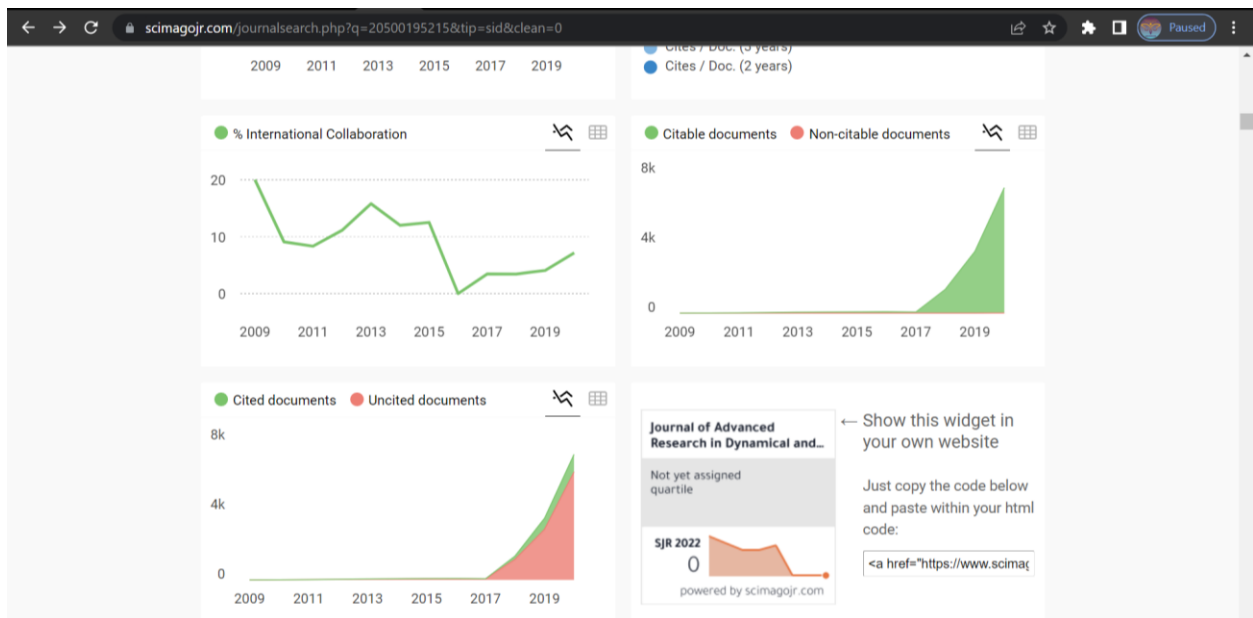 scimagojr.com/journalsearch.php?q=20500195215&tip=sid&clean=0
Paused
2009 2011 2013 2015 2017 2019
Cites / Doc. (3 years)
Cites / Doc. (2 years)
% International Collaboration
20
10
0
2009 2011 2013 2015 2017 2019
Citable documents Non-citable documents
8k
4k
0
2009 2011 2013 2015 2017 2019
Cited documents Uncited documents
8k
4k
0
2009 2011 2013 2015 2017 2019
Journal of Advanced
Research in Dynamical and...
Not yet assigned
quartile
SJR 2022
0
powered by scimagojr.com
← Show this widget in
your own website
Just copy the code below
and paste within your html
code:
<a href="https://www.scimag